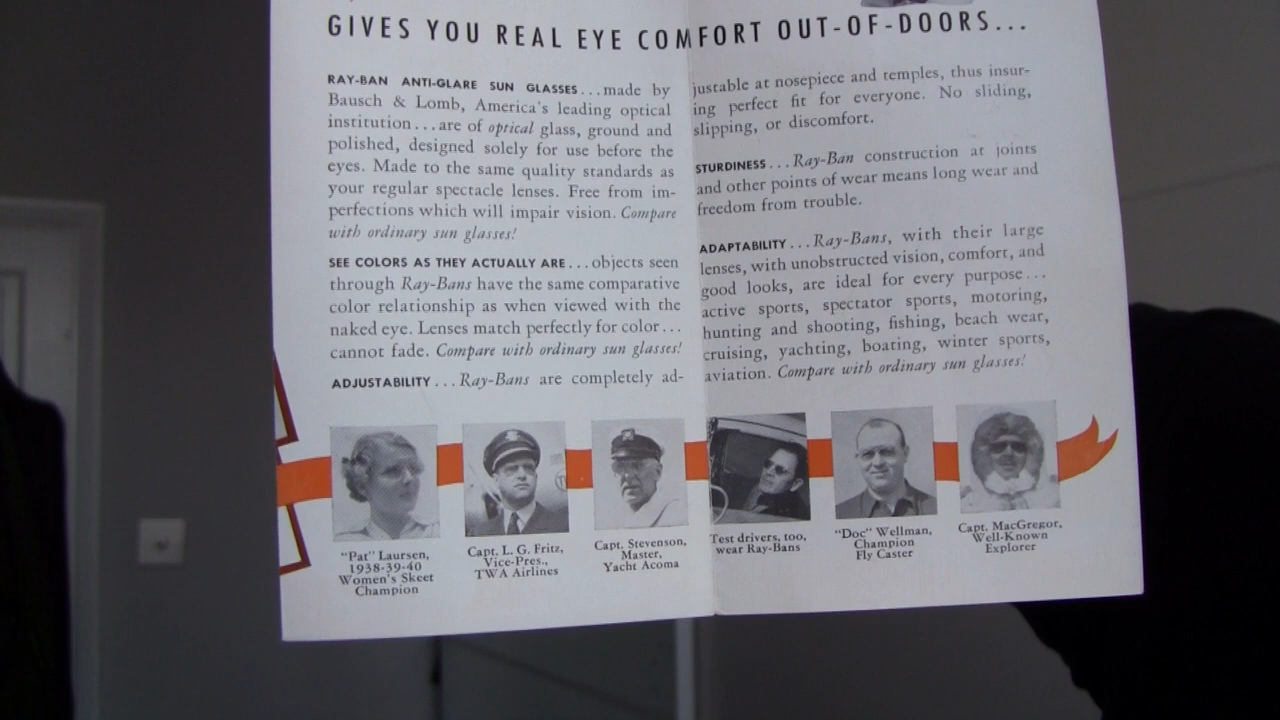 GIVES YOU REAL EYE COMFORT OUT-OF-DOORS...
RAY-BAN ANTI-GLARE SUN GLASSES...made by
Bausch & Lomb, America's leading optical
institution...are of optical glass, ground and
polished, designed solely for use before the
eyes. Made to the same quality standards as
your regular spectacle lenses. Free from im-
perfections which will impair vision. Compare
with ordinary sun glasses!
SEE COLORS AS THEY ACTUALLY ARE...objects seen
through Ray-Bans have the same comparative
color relationship as when viewed with the
naked eye. Lenses match perfectly for color...
cannot fade. Compare with ordinary sun glasses!
ADJUSTABILITY...Ray-Bans are completely ad-
justable at nosepiece and temples, thus insur-
ing perfect fit for everyone. No sliding,
slipping, or discomfort.
STURDINESS...Ray-Ban construction at joints
and other points of wear means long wear and
freedom from trouble.
ADAPTABILITY...Ray-Bans, with their large
lenses, with unobstructed vision, comfort, and
good looks, are ideal for every purpose...
active sports, spectator sports, motoring,
hunting and shooting, fishing, beach wear,
cruising, yachting, boating, winter sports,
aviation. Compare with ordinary sun glasses!
"Pat" Laursen,
1938-39-40
Women's Skeet
Champion
Capt. L. G. Fritz,
Vice-Pres.,
TWA Airlines
Capt. Stevenson,
Master,
Yacht Acoma
Test drivers, too,
wear Ray-Bans
"Doc" Wellman,
Champion
Fly Caster
Capt. MacGregor,
Well-Known
Explorer